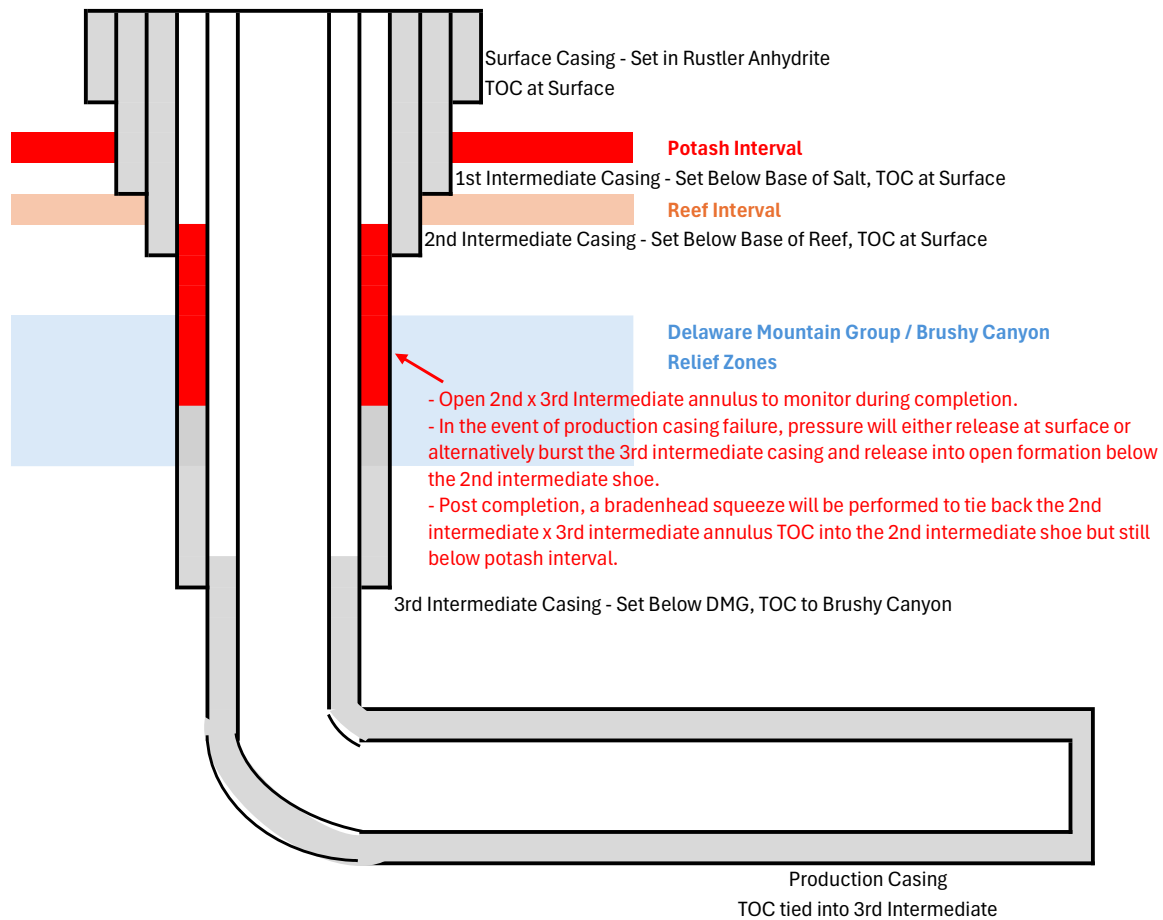 Surface Casing - Set in Rustler Anhydrite
TOC at Surface
Potash Interval
1st Intermediate Casing - Set Below Base of Salt, TOC at Surface
Reef Interval
2nd Intermediate Casing - Set Below Base of Reef, TOC at Surface
Delaware Mountain Group / Brushy Canyon
Relief Zones
- Open 2nd x 3rd Intermediate annulus to monitor during completion.
- In the event of production casing failure, pressure will either release at surface or
alternatively burst the 3rd intermediate casing and release into open formation below
the 2nd intermediate shoe.
- Post completion, a bradenhead squeeze will be performed to tie back the 2nd
intermediate x 3rd intermediate annulus TOC into the 2nd intermediate shoe but still
below potash interval.
3rd Intermediate Casing - Set Below DMG, TOC to Brushy Canyon
Production Casing
TOC tied into 3rd Intermediate